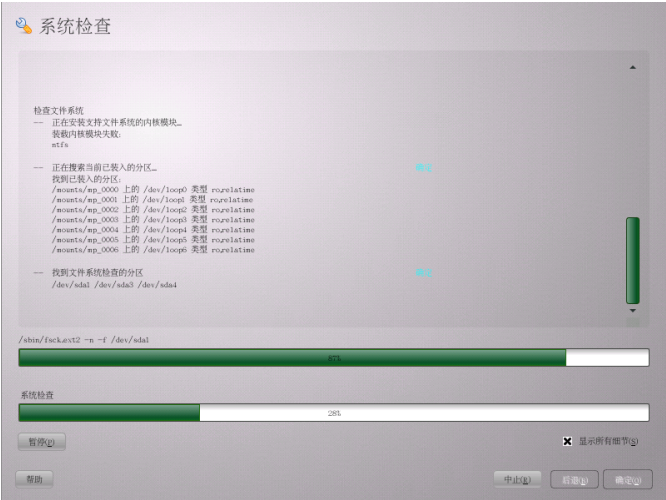 系统检查
检查文件系统
-- 正在安装支持文件系统的内核模块…
装载内核模块失败:
ntfs
-- 正在搜索当前已装入的分区…
找到已装入的分区:
/mounts/mp_0000 上的 /dev/loop0 类型 ro,relatime
/mounts/mp_0001 上的 /dev/loop1 类型 ro,relatime
/mounts/mp_0002 上的 /dev/loop2 类型 ro,relatime
/mounts/mp_0003 上的 /dev/loop3 类型 ro,relatime
/mounts/mp_0004 上的 /dev/loop4 类型 ro,relatime
/mounts/mp_0005 上的 /dev/loop5 类型 ro,relatime
/mounts/mp_0006 上的 /dev/loop6 类型 ro,relatime
-- 找到文件系统检查的分区
/dev/sda1 /dev/sda3 /dev/sda4
/sbin/fsck.ext2 -n -f /dev/sda1
87%
系统检查
28%
暂停(P) 显示所有细节(S)
帮助 中止(R) 后退(B) 确定(O)